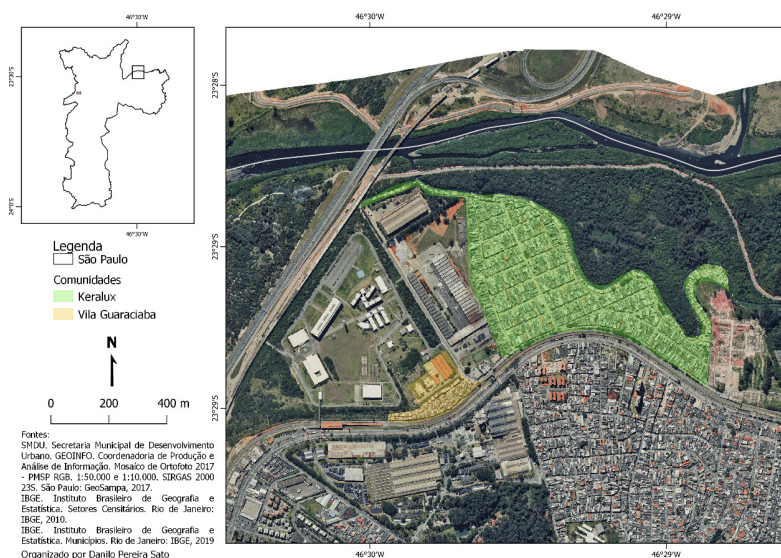 46°30'W
46°30'W
46°29'W
23°30'S
23°28'S
24°0'S
46°30'W
23°29'S
Legenda
São Paulo
Comunidades
Keralux
Vila Guaraciaba
N
0 200 400 m
23°29'S
Fontes:
SMDU. Secretaria Municipal de Desenvolvimento
Urbano. GEOINFO. Coordenadoria de Produção e
Análise de Informação. Mosaico de Ortofoto 2017
- PMSP RGB. 1:50.000 e 1:10.000. SIRGAS 2000
23S. São Paulo: GeoSampa, 2017.
IBGE. Instituto Brasileiro de Geografia e
Estatística. Setores Censitários. Rio de Janeiro:
IBGE, 2010.
IBGE. Instituto Brasileiro de Geografia e
Estatística. Municípios. Rio de Janeiro: IBGE, 2019
Organizado por Danilo Pereira Sato
46°30'W
46°29'W